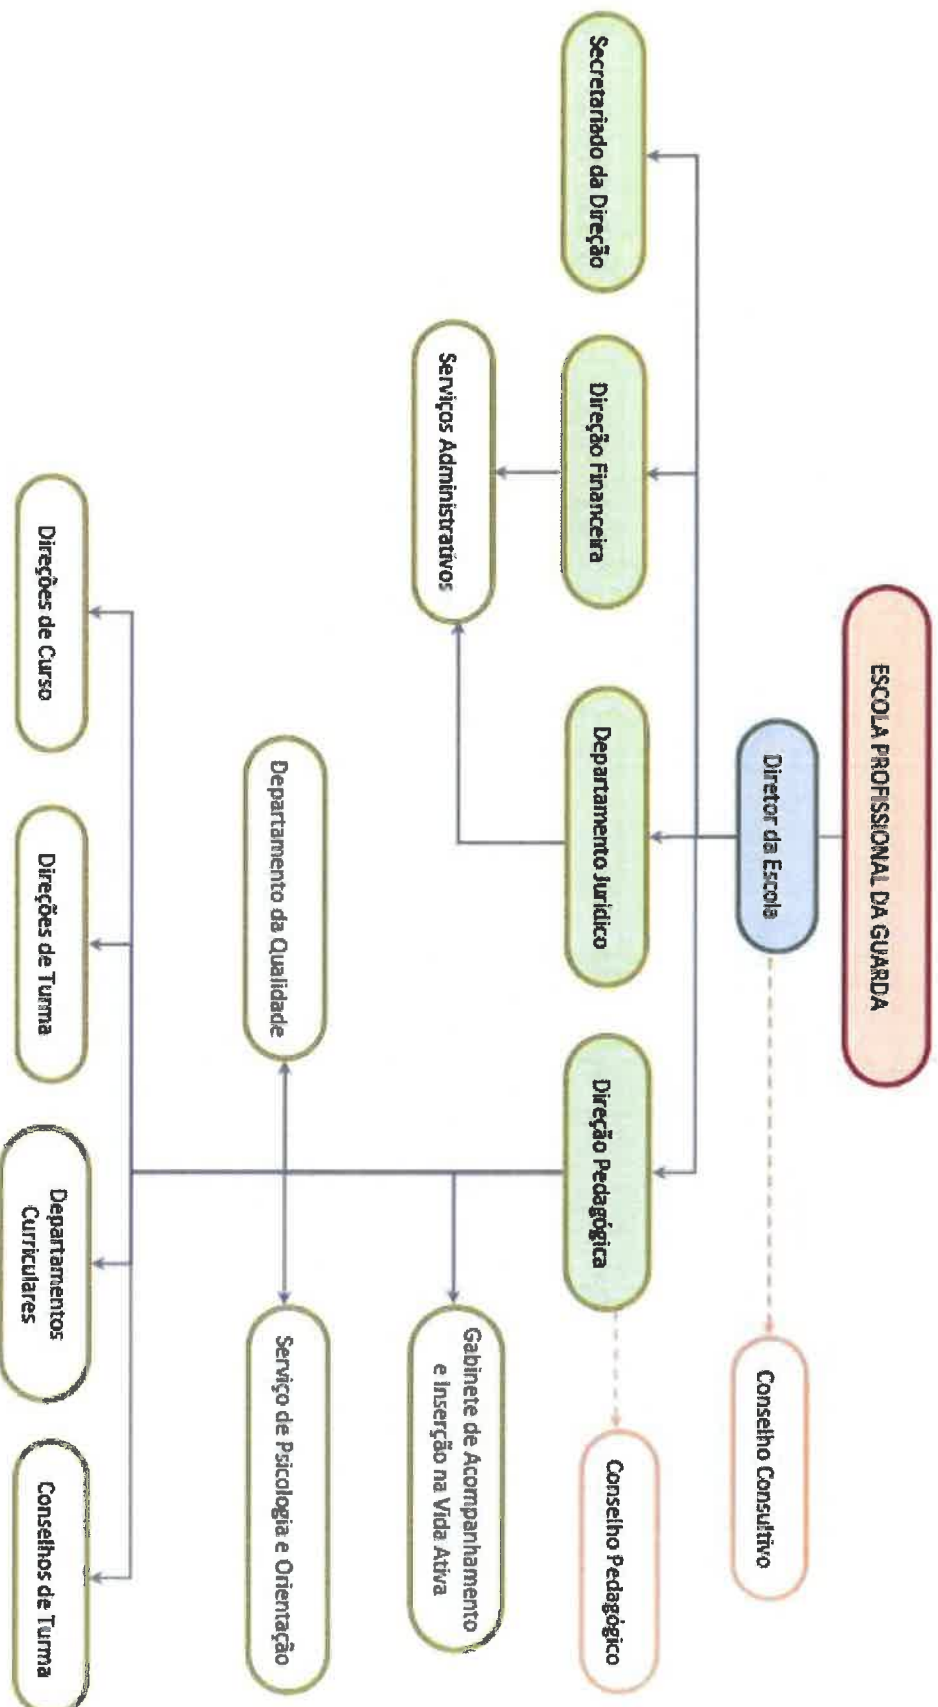 ESCOLA PROFISSIONAL DA GUARDA
Diretor da Escola
Conselho Consultivo
Secretariado da Direção
Direção Financeira
Departamento Jurídico
Direção Pedagógica
Conselho Pedagógico
Serviços Administrativos
Gabinete de Acompanhamento
e Inserção na Vida Ativa
Departamento da Qualidade
Serviço de Psicologia e Orientação
Direções de Curso
Direções de Turma
Departamentos
Curriculares
Conselhos de Turma